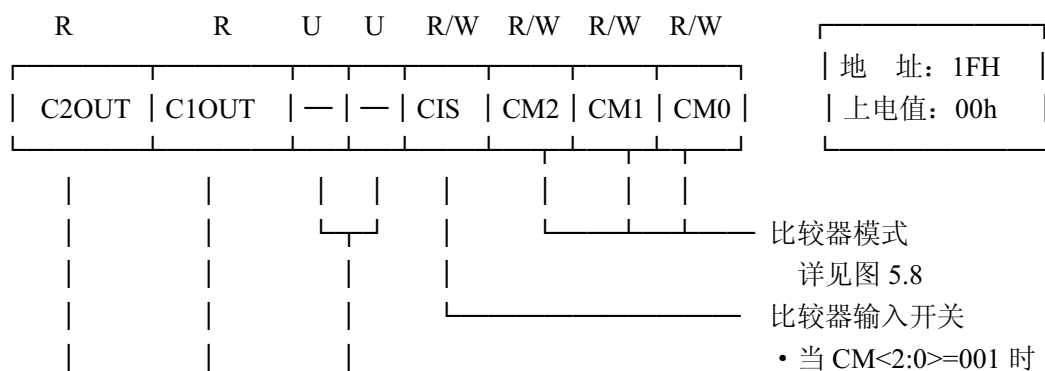 R R U U R/W R/W R/W R/W
地 址：1FH
C2OUT C1OUT — — CIS CM2 CM1 CM0
上电值：00h
比较器模式
详见图 5.8
比较器输入开关
·当 CM<2:0>=001 时